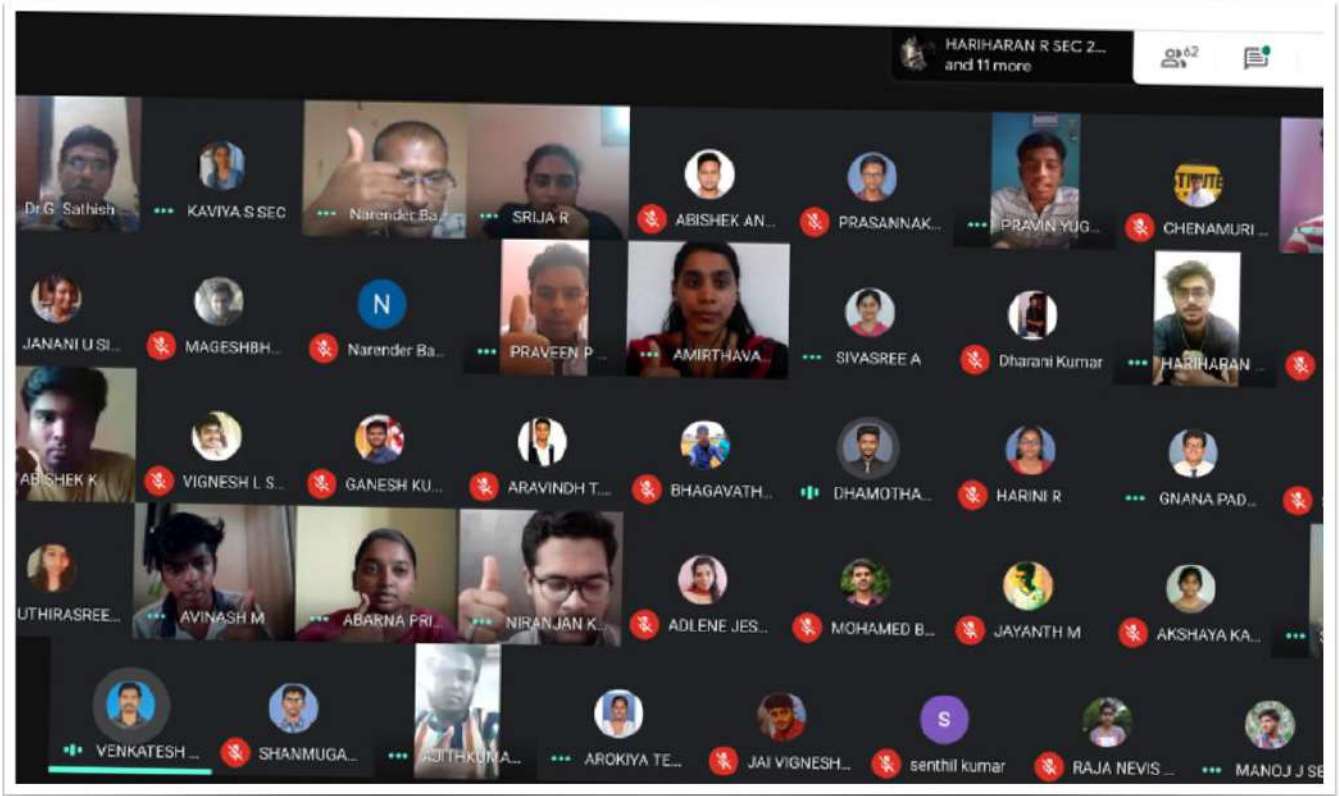 HARIHARAN R SEC 2...
and 11 more
62
Dr.G. Sathish
KAVIYA S SEC
Narender Ba...
SRIJA R
ABISHEK AN...
PRASANNAK...
PRAVIN YUG...
CHENAMURI ...
JANANI U SI...
MAGESHBH...
N
Narender Ba...
PRAVEEN P ...
AMIRTHAVA...
SIVASREE A
Dharani Kumar
HARIHARAN ...
ABISHEK K
VIGNESH L S...
GANESH KU...
ARAVINDH T...
BHAGAVATH...
DHAMOTHA...
HARINI R
GNANA PAD...
UTHIRASREE...
AVINASH M
ABARNA PRI...
NIRANJAN K...
ADLENE JES...
MOHAMED B...
JAYANTH M
AKSHAYA KA...
VENKATESH ...
SHANMUGA...
AJITHKUMA...
AROKIYA TE...
JAI VIGNESH...
S
senthil kumar
RAJA NEVIS ...
MANOJ J SE